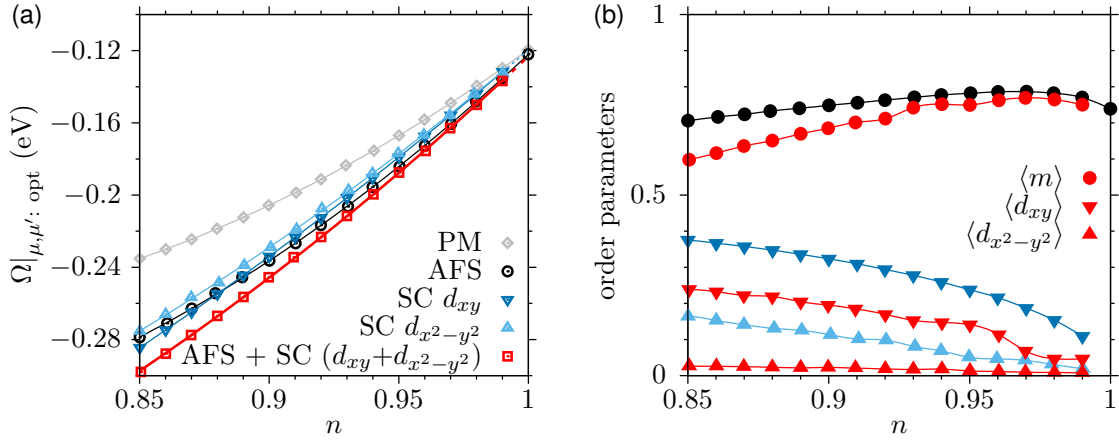 (a)
Ω|μ,μ′: opt (eV)
−0.12
−0.16
−0.2
−0.24
−0.28
PM
AFS
SC dxy
SC dx²−y²
AFS + SC (dxy+dx²−y²)
0.85
0.9
0.95
1
n
(b)
order parameters
1
0.5
0
⟨m⟩
⟨dxy⟩
⟨dx²−y²⟩
0.85
0.9
0.95
1
n